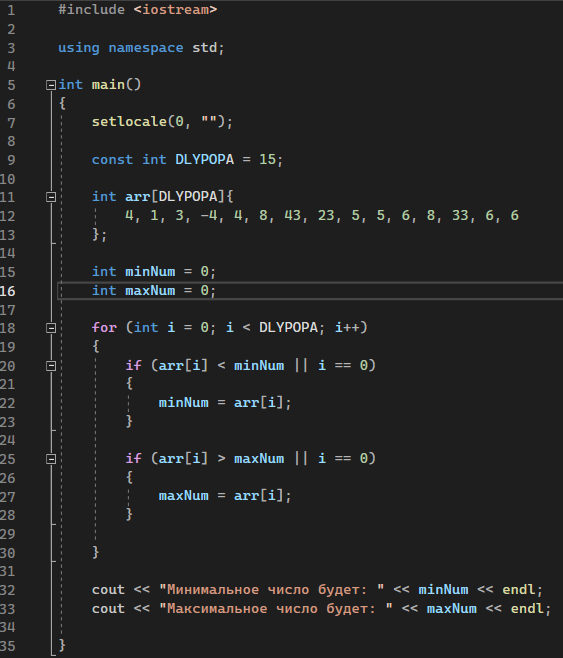 1 #include <iostream>
2
3 using namespace std;
4
5 int main()
6 {
7 setlocale(0, "");
8
9 const int DLYPOPA = 15;
10
11 int arr[DLYPOPA]{
12 4, 1, 3, -4, 4, 8, 43, 23, 5, 5, 6, 8, 33, 6, 6
13 };
14
15 int minNum = 0;
16 int maxNum = 0;
17
18 for (int i = 0; i < DLYPOPA; i++)
19 {
20 if (arr[i] < minNum || i == 0)
21 {
22 minNum = arr[i];
23 }
24
25 if (arr[i] > maxNum || i == 0)
26 {
27 maxNum = arr[i];
28 }
29
30 }
31
32 cout << "Минимальное число будет: " << minNum << endl;
33 cout << "Максимальное число будет: " << maxNum << endl;
34
35 }